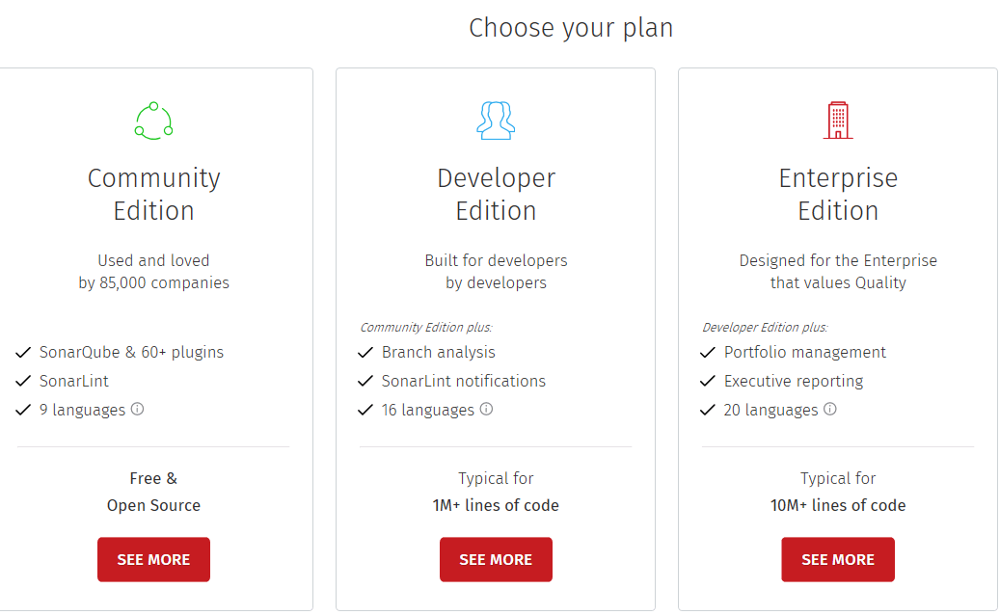 Choose your plan
Community
Edition
Used and loved
by 85,000 companies
SonarQube & 60+ plugins
SonarLint
9 languages
Free &
Open Source
SEE MORE
Developer
Edition
Built for developers
by developers
Community Edition plus:
Branch analysis
SonarLint notifications
16 languages
Typical for
1M+ lines of code
SEE MORE
Enterprise
Edition
Designed for the Enterprise
that values Quality
Developer Edition plus:
Portfolio management
Executive reporting
20 languages
Typical for
10M+ lines of code
SEE MORE